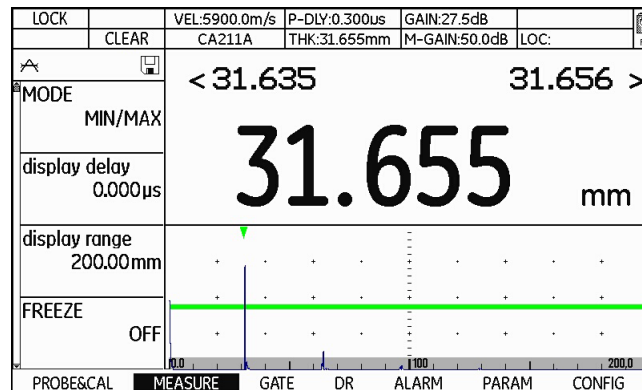 LOCK VEL:5900.0m/s P-DLY:0.300us GAIN:27.5dB
CLEAR CA211A THK:31.655mm M-GAIN:50.0dB LOC:
<31.635 31.656 >
MODE
MIN/MAX
31.655 mm
display delay
0.000µs
display range
200.00mm
FREEZE
OFF
0.0 100 200.0
PROBE&CAL MEASURE GATE DR ALARM PARAM CONFIG